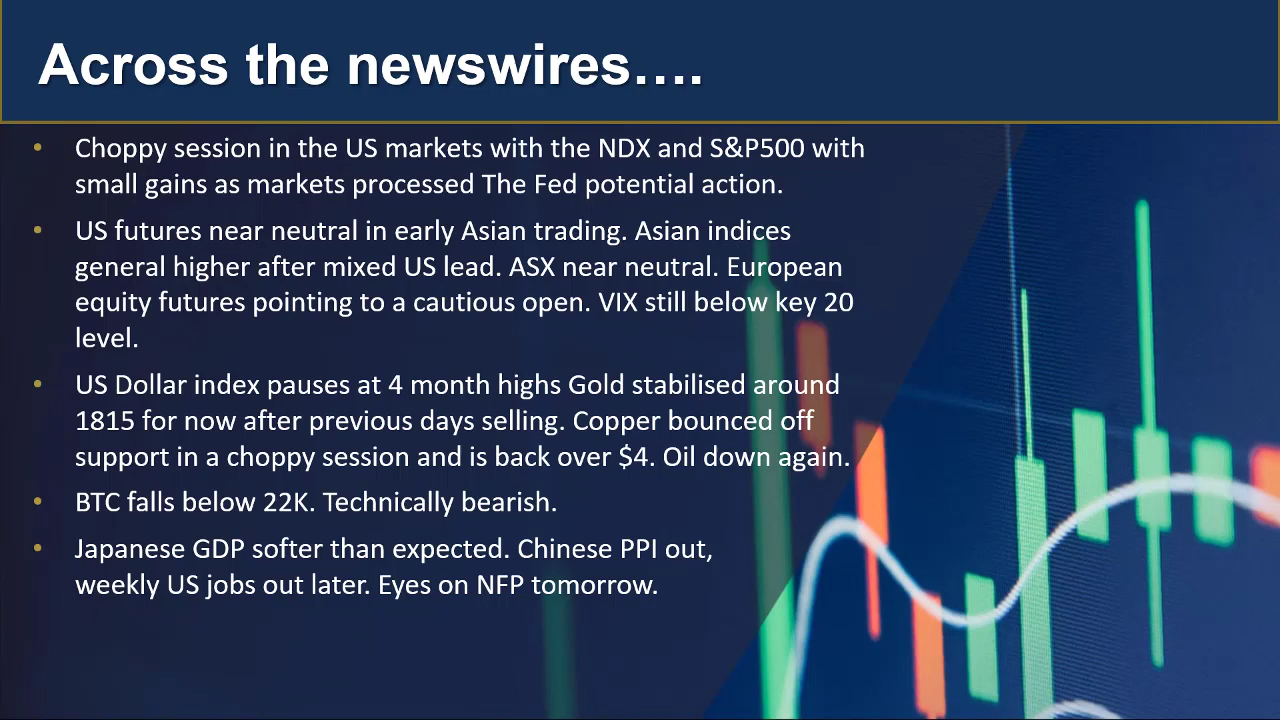 Across the newswires….
• Choppy session in the US markets with the NDX and S&P500 with
small gains as markets processed The Fed potential action.
• US futures near neutral in early Asian trading. Asian indices
general higher after mixed US lead. ASX near neutral. European
equity futures pointing to a cautious open. VIX still below key 20
level.
• US Dollar index pauses at 4 month highs Gold stabilised around
1815 for now after previous days selling. Copper bounced off
support in a choppy session and is back over $4. Oil down again.
• BTC falls below 22K. Technically bearish.
• Japanese GDP softer than expected. Chinese PPI out,
weekly US jobs out later. Eyes on NFP tomorrow.